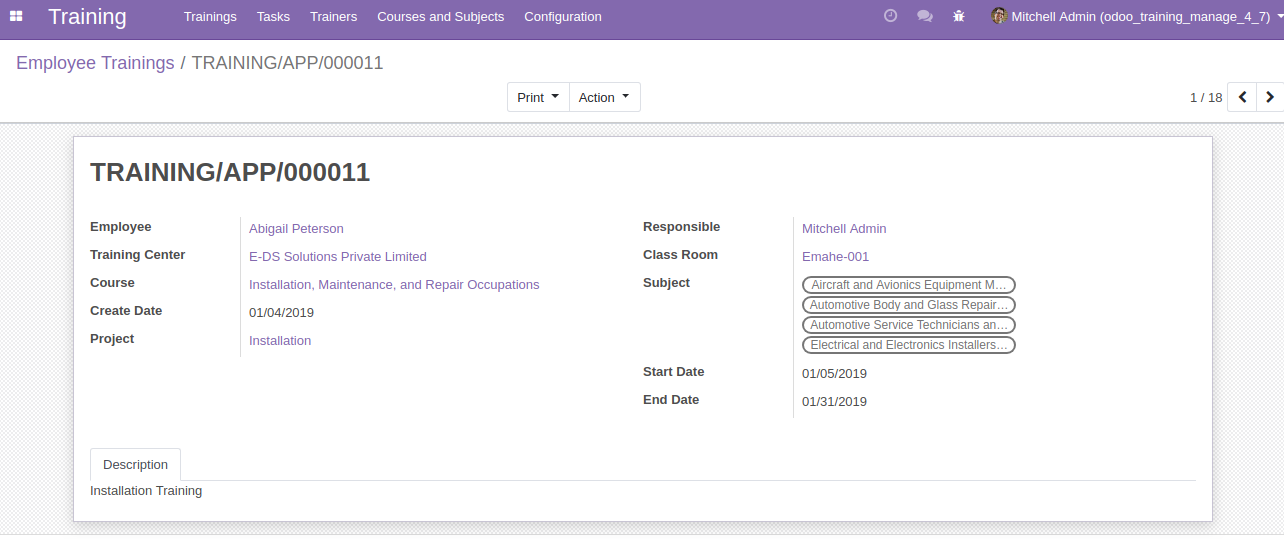 Training Trainings Tasks Trainers Courses and Subjects Configuration Mitchell Admin (odoo_training_manage_4_7)
Employee Trainings / TRAINING/APP/000011
Print Action 1 / 18
TRAINING/APP/000011
Employee Abigail Peterson
Training Center E-DS Solutions Private Limited
Course Installation, Maintenance, and Repair Occupations
Create Date 01/04/2019
Project Installation
Responsible Mitchell Admin
Class Room Emahe-001
Subject Aircraft and Avionics Equipment M...
Automotive Body and Glass Repair...
Automotive Service Technicians an...
Electrical and Electronics Installers...
Start Date 01/05/2019
End Date 01/31/2019
Description
Installation Training